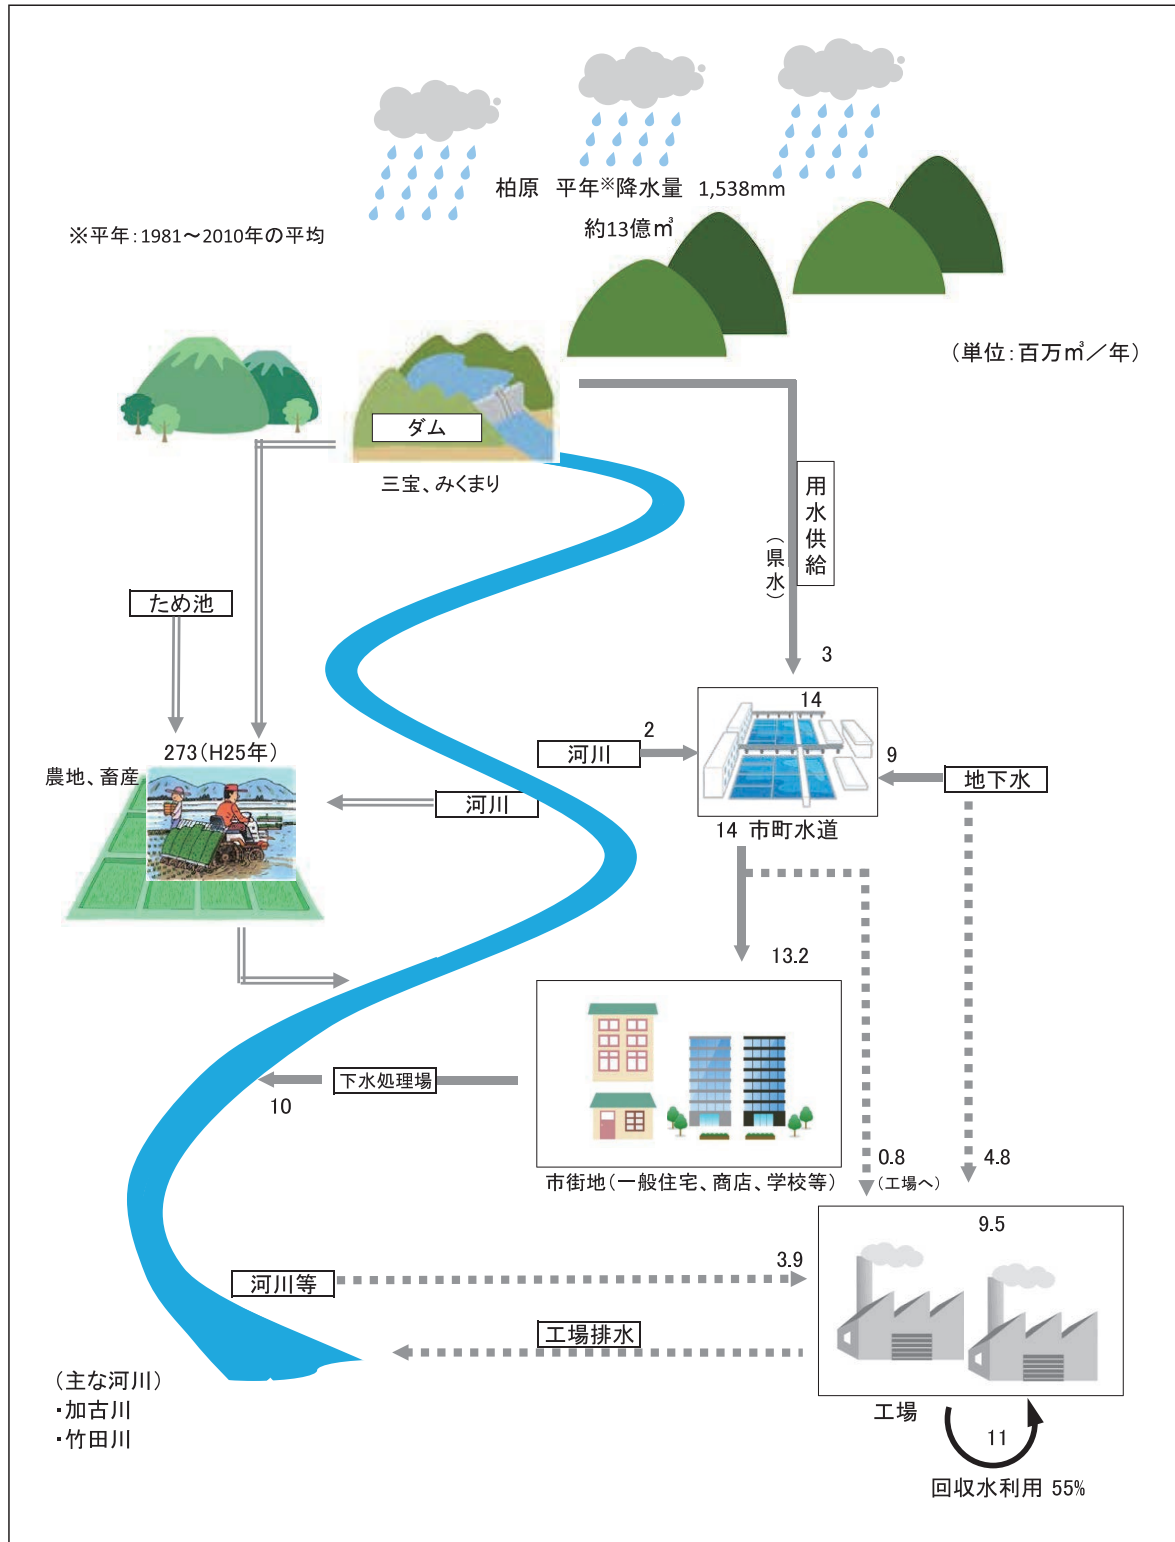 柏原 平年※降水量 1,538mm
約13億㎥
※平年：1981～2010年の平均
（単位：百万㎥／年）
ダム
三宝、みくまり
用水供給
（県水）
ため池
3
14
273（H25年）
農地、畜産
河川
2
河川
9
地下水
14 市町水道
13.2
下水処理場
10
市街地（一般住宅、商店、学校等）
0.8
（工場へ）
4.8
9.5
3.9
河川等
工場排水
（主な河川）
・加古川
・竹田川
工場
11
回収水利用 55%